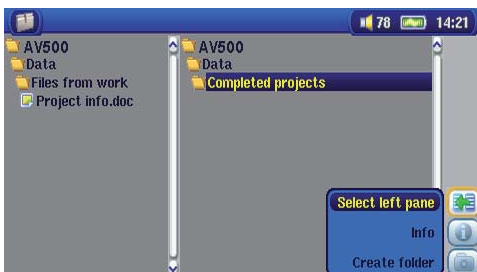 78 14:21
AV500
Data
Files from work
Project info.doc
AV500
Data
Completed projects
Select left pane
Info
Create folder